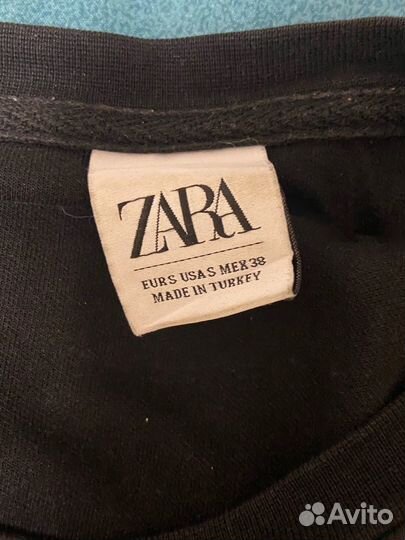 ZARA
EUR S USA S MEX 38
MADE IN TURKEY
Avito